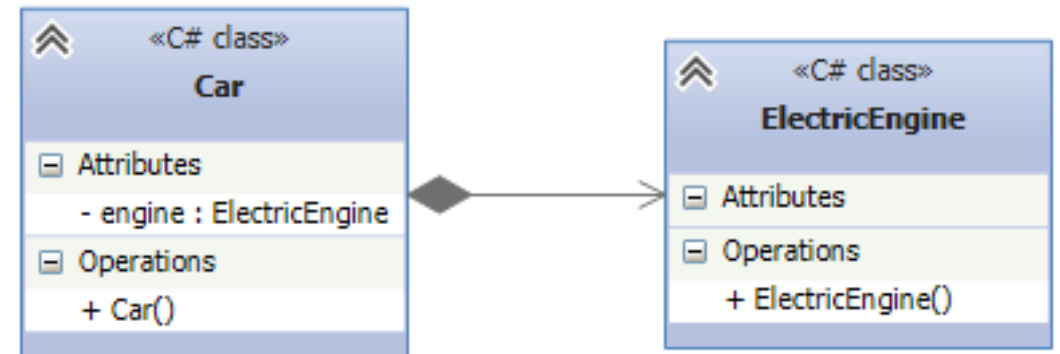 «C# class»
Car
Attributes
- engine : ElectricEngine
Operations
+ Car()
«C# class»
ElectricEngine
Attributes
Operations
+ ElectricEngine()